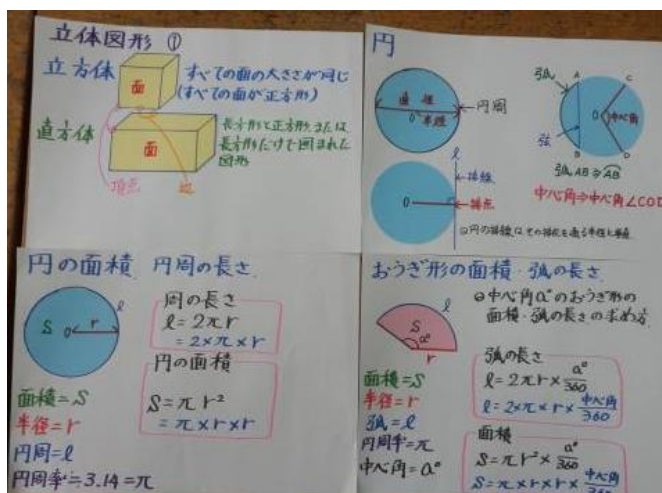 立体図形 ①
立方体
面
すべての面の大きさが同じ
(すべての面が正方形)
直方体
面
長方形と正方形、または
長方形だけで囲まれた
図形
頂点
辺
円
直径
O 半径
円周
弧
弦
A
B
C
D
O 中心角
弧AB⇒AB
中心角⇒中心角∠COD
l
接線
O
接点
円の接線は、その接点を通る半径と垂直
円の面積 円周の長さ
S
O r
l
周の長さ
l=2πr
=2×π×r
円の面積
S=πr²
=π×r×r
面積=S
半径=r
円周=l
円周率≒3.14=π
おうぎ形の面積・弧の長さ
S
a°
r
l
中心角a°のおうぎ形の
面積・弧の長さの求め方
弧の長さ
l=2πr×a°/360
l=2×π×r×中心角/360
面積
S=πr²×a°/360
S=π×r×r×中心角/360
面積=S
半径=r
弧=l
円周率=π
中心角=a°